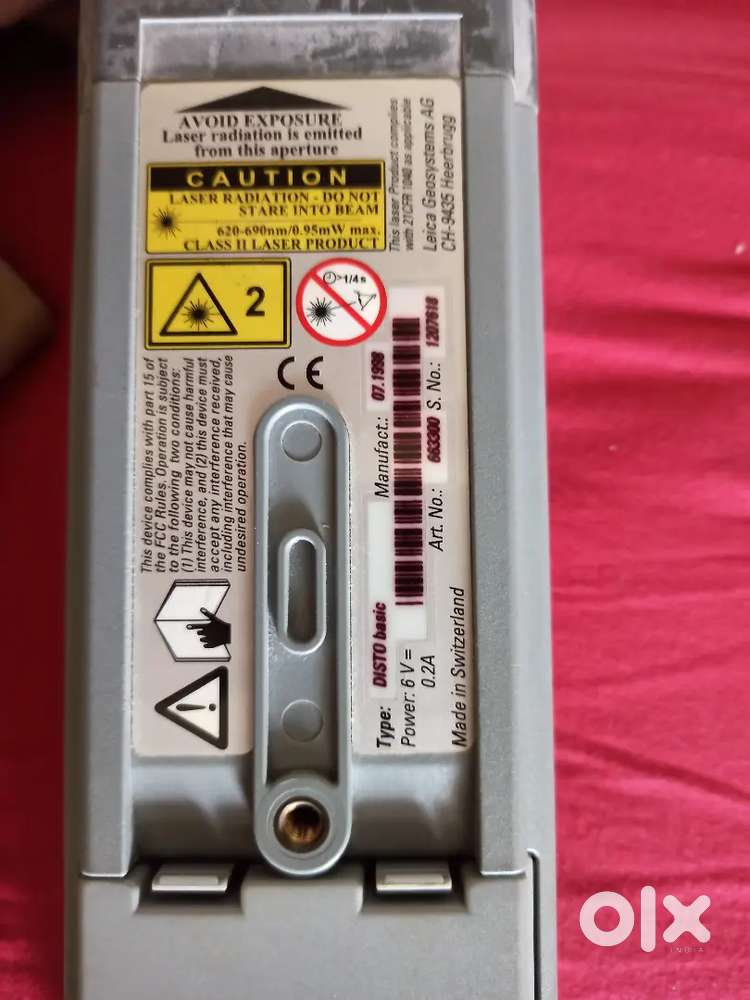 AVOID EXPOSURE
Laser radiation is emitted
from this aperture
CAUTION
LASER RADIATION - DO NOT
STARE INTO BEAM
620-690nm/0.95mW max.
CLASS II LASER PRODUCT
2
>1/4s
CE
This laser Product complies
with 21CFR 1040 as applicable
Leica Geosystems AG
CH-9435 Heerbrugg
This device complies with part 15 of
the FCC Rules. Operation is subject
to the following two conditions:
(1) This device may not cause harmful
interference, and (2) this device must
accept any interference received,
including interference that may cause
undesired operation.
Type: DISTO basic Manufact.: 07.1998
Power: 6 V =
0.2A
Art. No.: 663300 S. No.: 1207618
Made in Switzerland
olx
INDIA